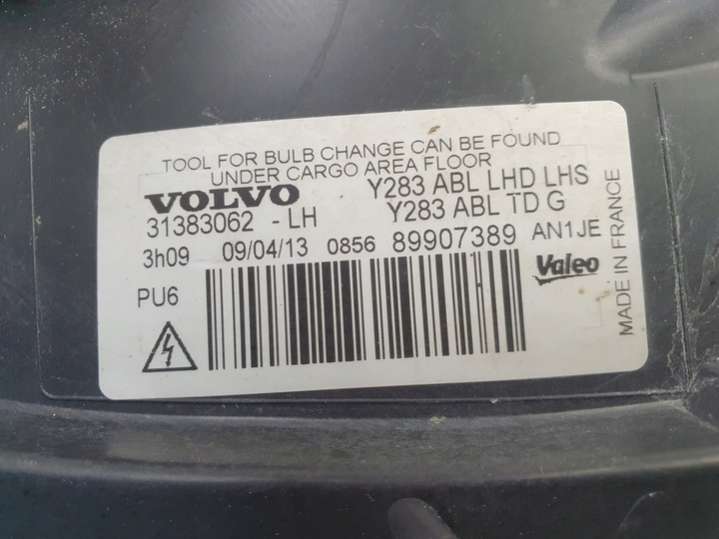 TOOL FOR BULB CHANGE CAN BE FOUND
UNDER CARGO AREA FLOOR
VOLVO Y283 ABL LHD LHS
31383062 -LH Y283 ABL TD G
3h09 09/04/13 0856 89907389 AN1JE
PU6
Valeo
MADE IN FRANCE